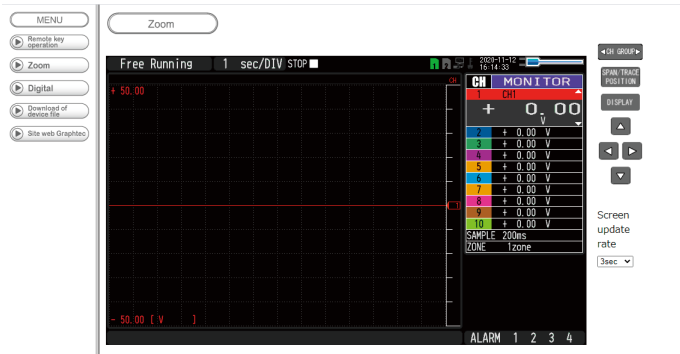 MENU
Remote key
operation
Zoom
Digital
Download of
device file
Site web Graphtec
Zoom
Free Running 1 sec/DIV STOP
2020-11-12
16:14:33
CH
+ 50.00
1
- 50.00 [ V ]
CH MONITOR
1 CH1
+ 0.00
V
2 + 0.00 V
3 + 0.00 V
4 + 0.00 V
5 + 0.00 V
6 + 0.00 V
7 + 0.00 V
8 + 0.00 V
9 + 0.00 V
10 + 0.00 V
SAMPLE 200ms
ZONE 1zone
ALARM 1 2 3 4
◄CH GROUP►
SPAN/TRACE
POSITION
DISPLAY
Screen
update
rate
3sec